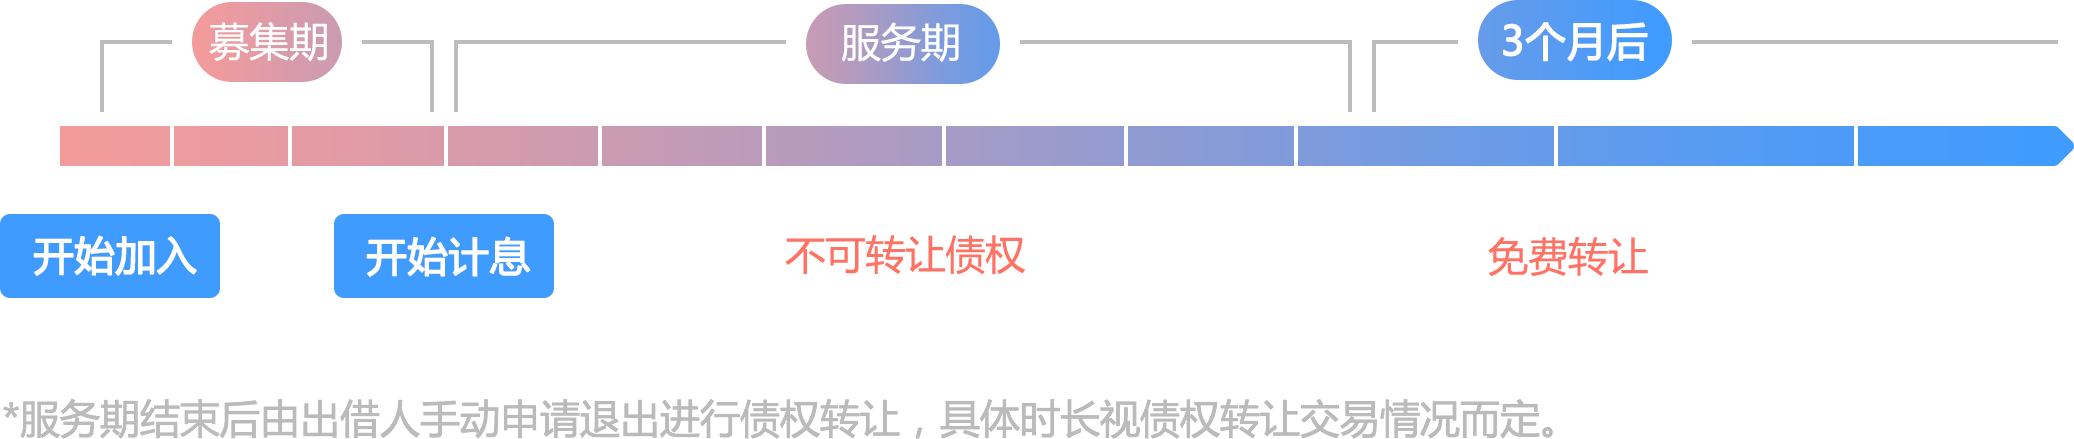 募集期
服务期
3个月后
开始加入
开始计息
不可转让债权
免费转让
*服务期结束后由出借人手动申请退出进行债权转让，具体时长视债权转让交易情况而定。